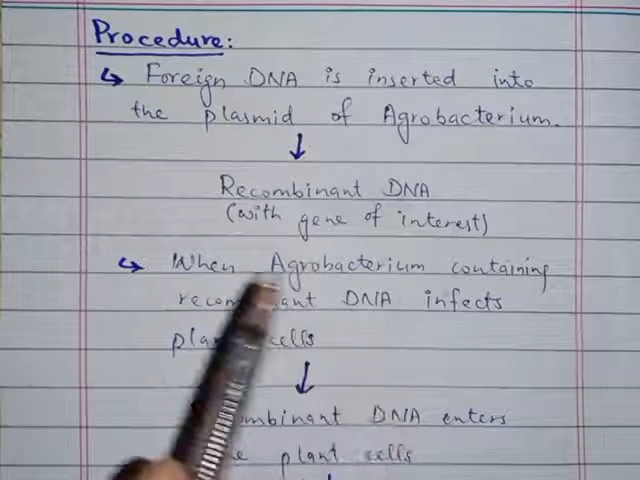 Procedure:
↳ Foreign DNA is inserted into
the plasmid of Agrobacterium.
↓
Recombinant DNA
(with gene of interest)
↳ When Agrobacterium containing
DNA infects
cells
↓
DNA enters
plant cells